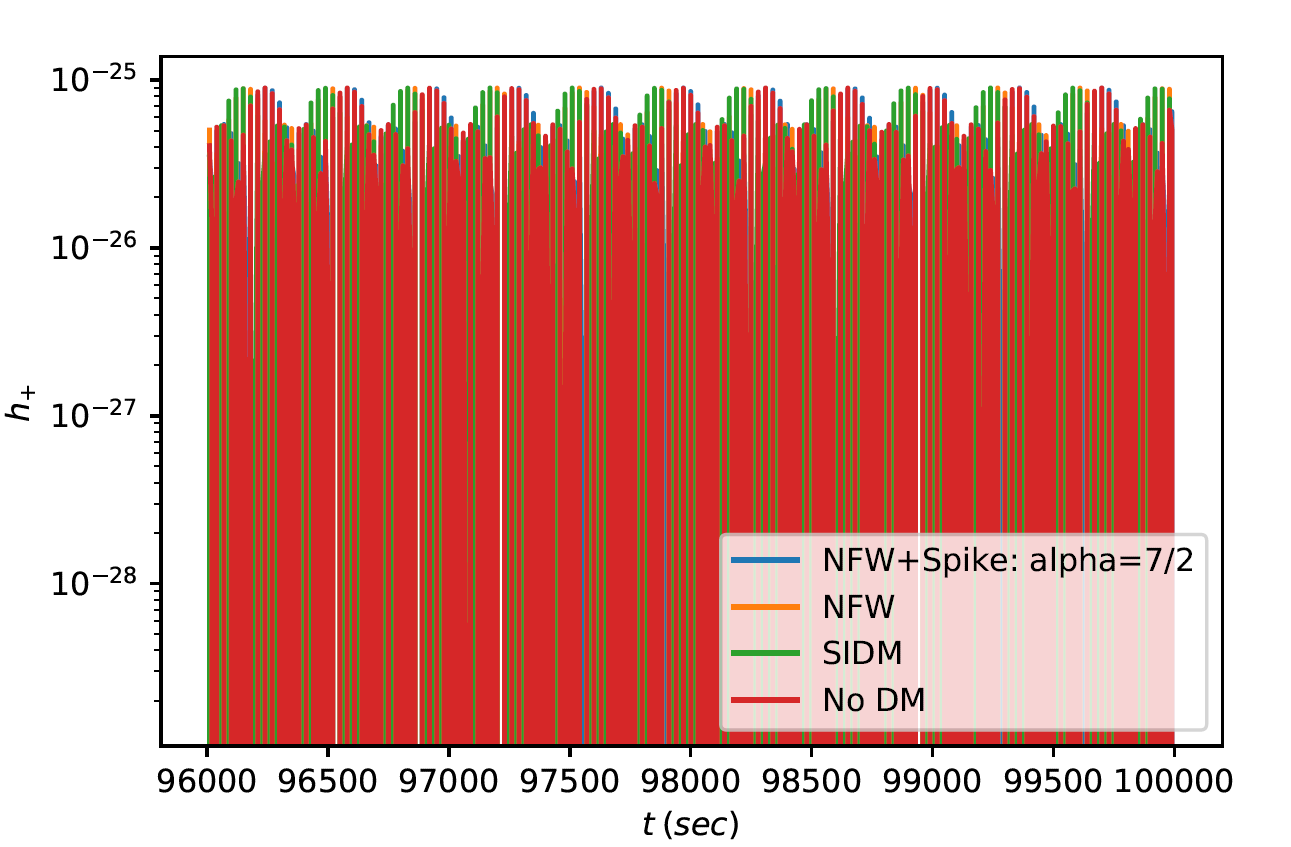 10−25
10−26
10−27
10−28
h+
96000 96500 97000 97500 98000 98500 99000 99500 100000
t (sec)
NFW+Spike: alpha=7/2
NFW
SIDM
No DM